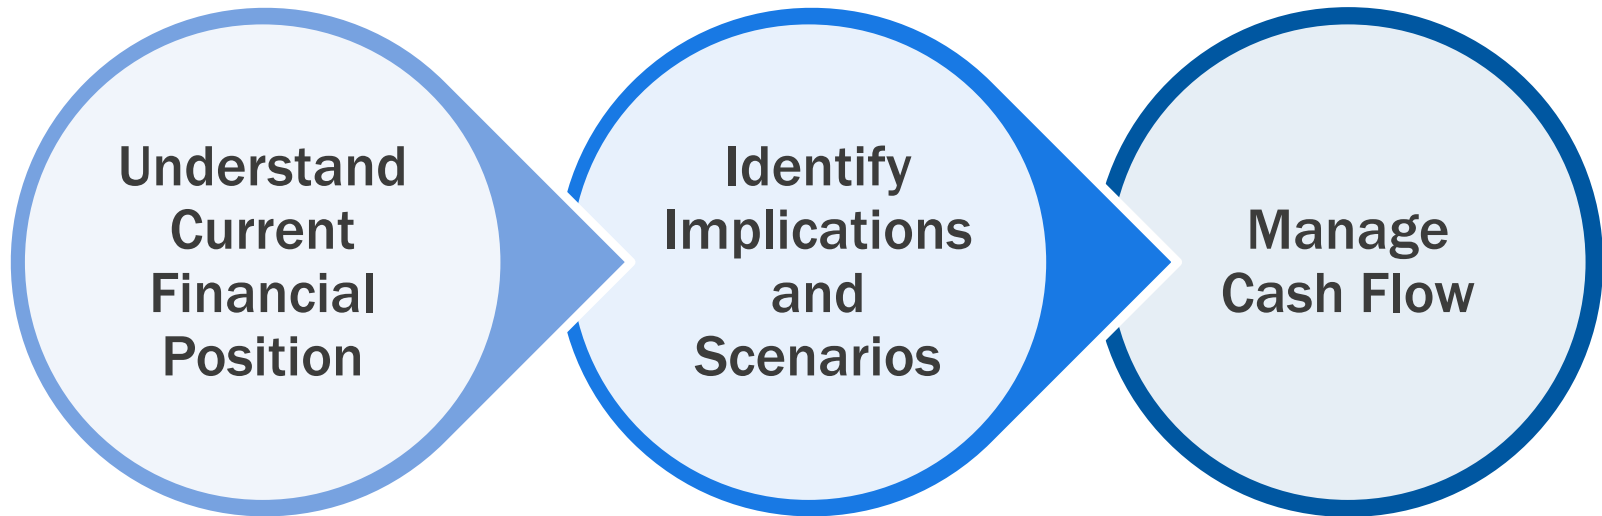 Understand
Current
Financial
Position
Identify
Implications
and
Scenarios
Manage
Cash Flow